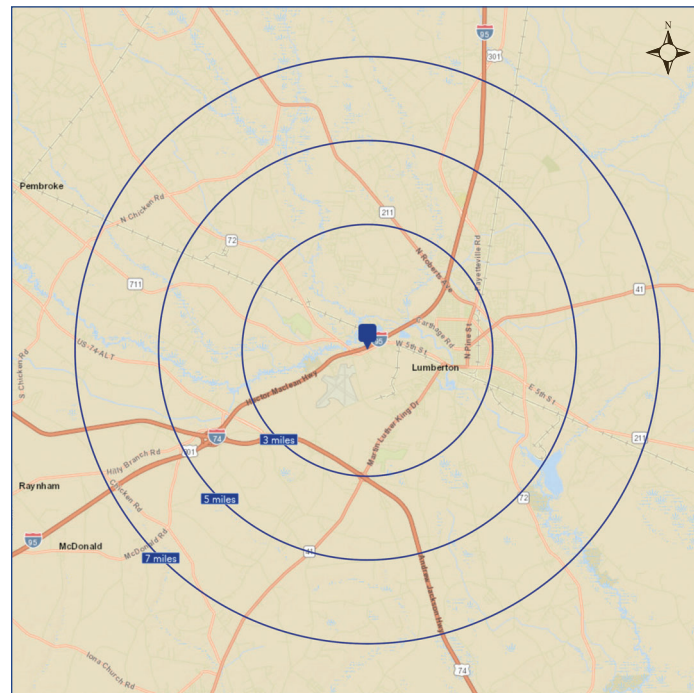 N
95
301
Pembroke
N Chicken Rd
211
72
N Roberts Ave
Fayetteville Rd
711
41
Carthage Rd
N Pine St
W 5th St
US-74-ALT
S Chicken Rd
Lumberton
Hector Maclean Hwy
E 5th St
Martin Luther King Dr
3 miles
74
211
301
Hilly Branch Rd
Raynham
Chicken Rd
5 miles
72
95
McDonald
McDonald Rd
7 miles
41
Andrew Jackson Hwy
Iona Church Rd
74